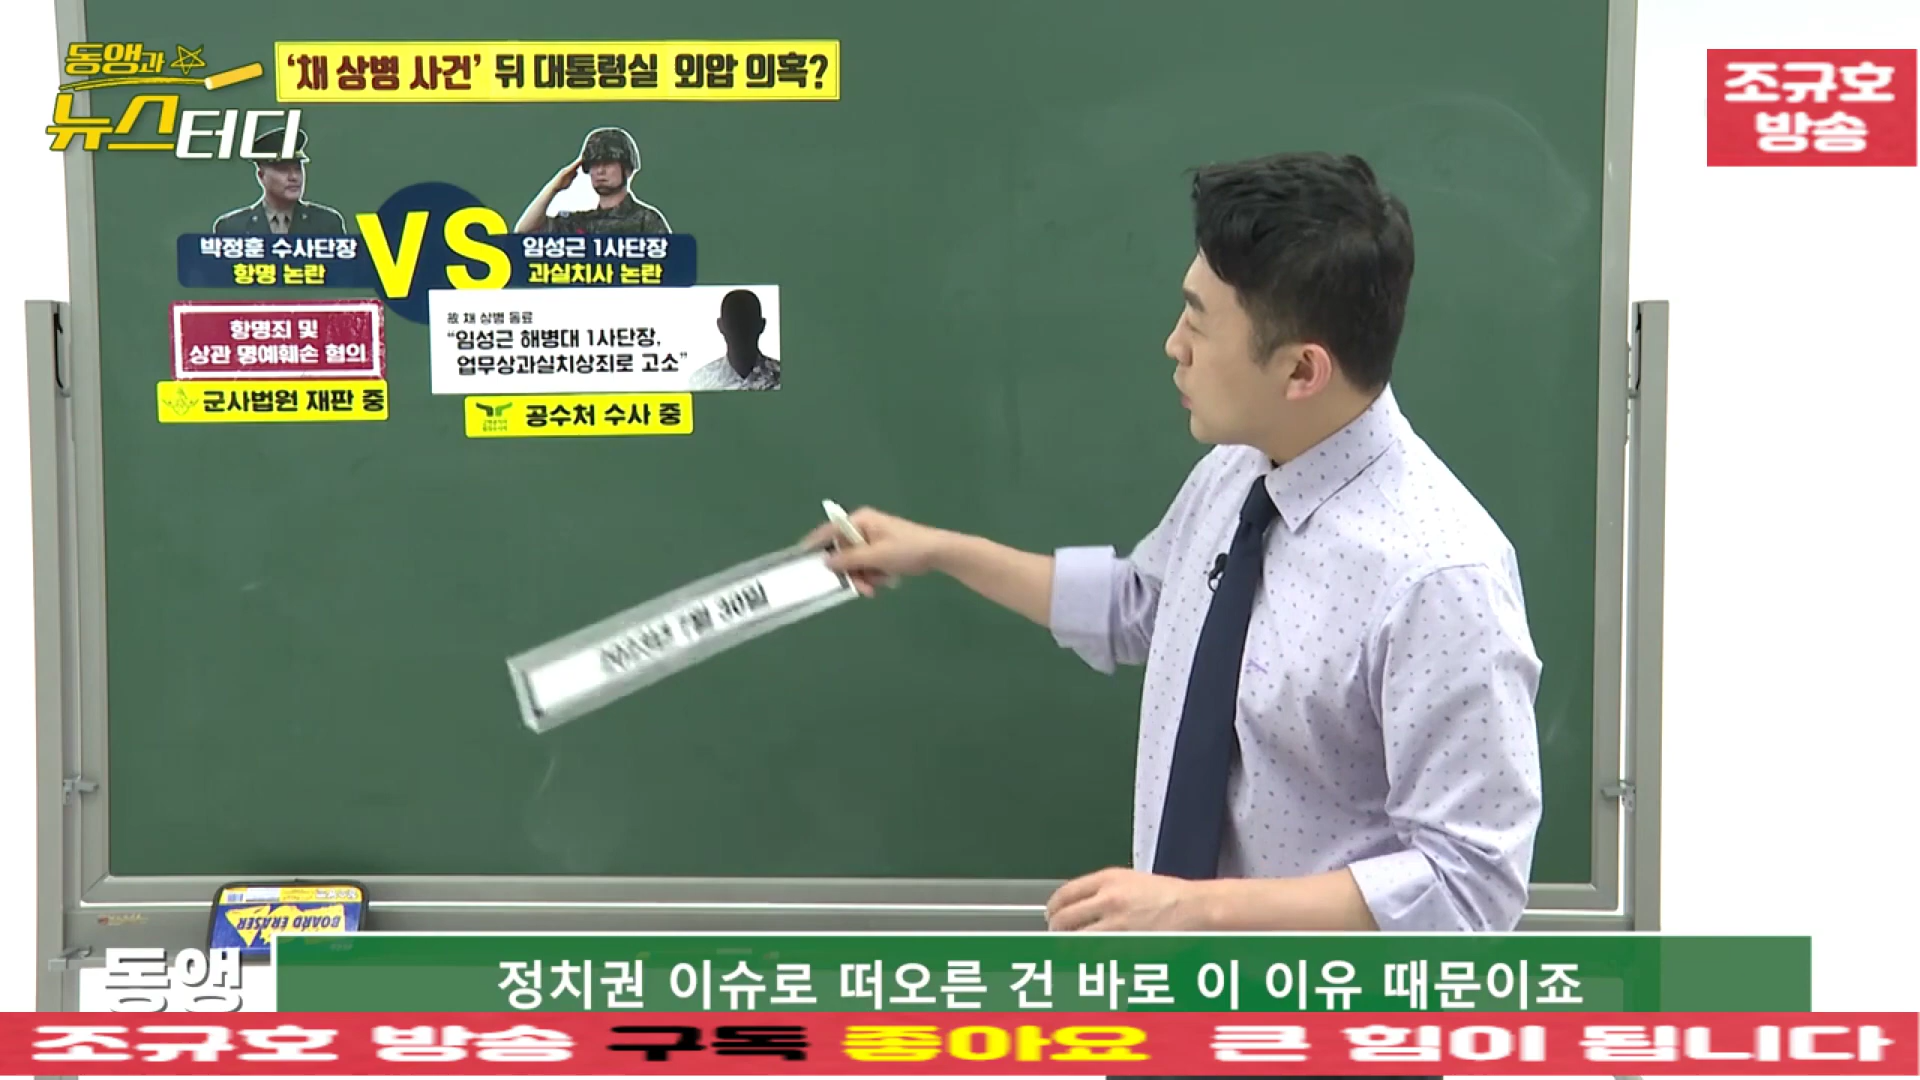 동앵과
뉴스터디
‘채 상병 사건’ 뒤 대통령실 외압 의혹?
조규호
방송
박정훈 수사단장
항명 논란
VS
임성근 1사단장
과실치사 논란
항명죄 및
상관 명예훼손 혐의
군사법원 재판 중
故 채 상병 동료
“임성근 해병대 1사단장,
업무상과실치상죄로 고소”
공수처 수사 중
7월 30일
BOARD ERASER
동앵
정치권 이슈로 떠오른 건 바로 이 이유 때문이죠
조규호 방송 구독 좋아요 큰 힘이 됩니다